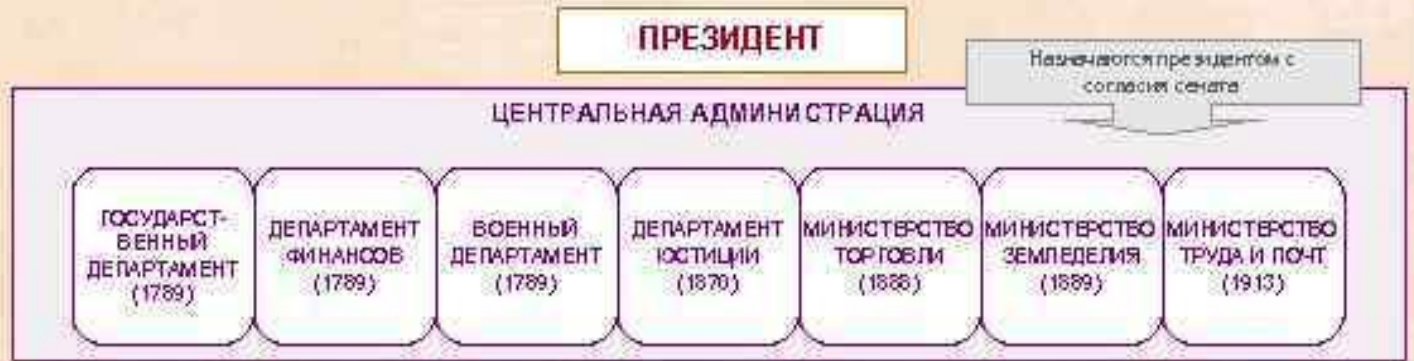 ПРЕЗИДЕНТ
Назначаются президентом с
согласия сената
ЦЕНТРАЛЬНАЯ АДМИНИСТРАЦИЯ
ГОСУДАРСТ-
ВЕННЫЙ
ДЕПАРТАМЕНТ
(1789)
ДЕПАРТАМЕНТ
ФИНАНСОВ
(1789)
ВОЕННЫЙ
ДЕПАРТАМЕНТ
(1789)
ДЕПАРТАМЕНТ
ЮСТИЦИИ
(1870)
МИНИСТЕРСТВО
ТОРГОВЛИ
(1888)
МИНИСТЕРСТВО
ЗЕМЛЕДЕЛИЯ
(1889)
МИНИСТЕРСТВО
ТРУДА И ПОЧТ
(1913)